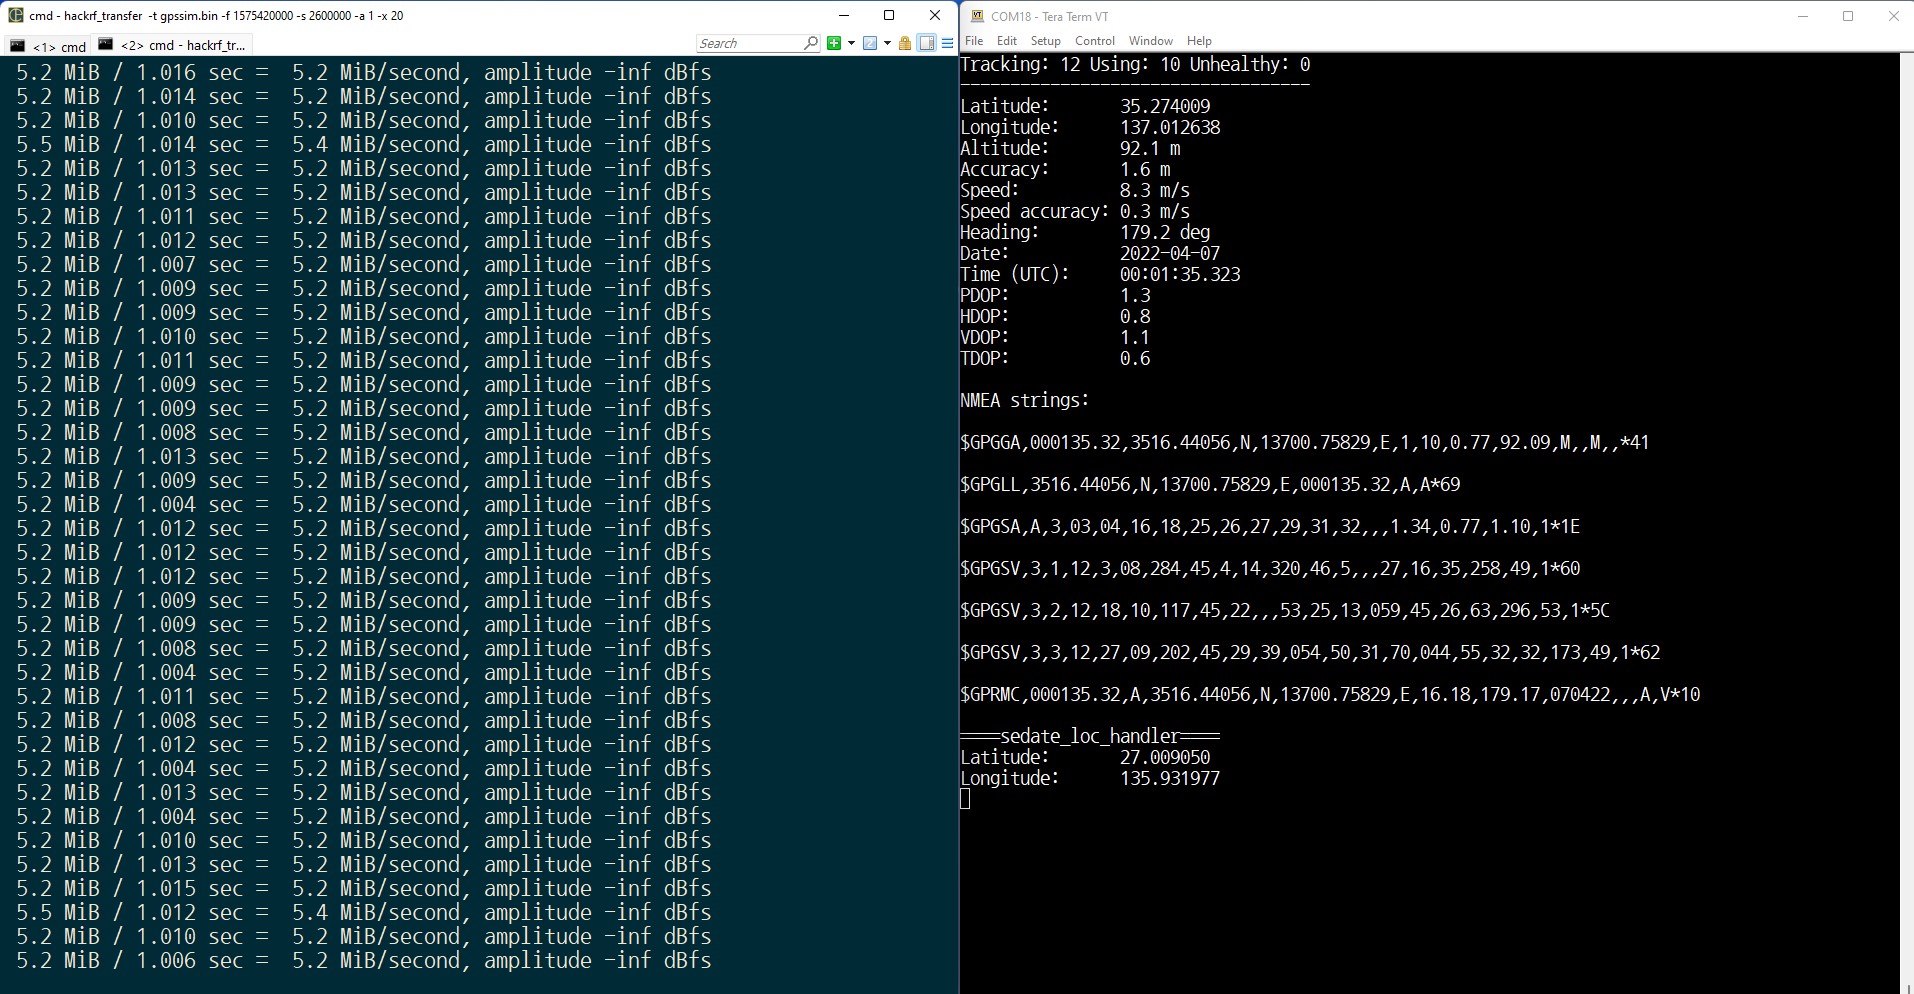 cmd - hackrf_transfer -t gpssim.bin -f 1575420000 -s 2600000 -a 1 -x 20
<1> cmd
<2> cmd - hackrf_tr...
Search
5.2 MiB / 1.016 sec =  5.2 MiB/second, amplitude -inf dBfs
5.2 MiB / 1.014 sec =  5.2 MiB/second, amplitude -inf dBfs
5.2 MiB / 1.010 sec =  5.2 MiB/second, amplitude -inf dBfs
5.5 MiB / 1.014 sec =  5.4 MiB/second, amplitude -inf dBfs
5.2 MiB / 1.013 sec =  5.2 MiB/second, amplitude -inf dBfs
5.2 MiB / 1.013 sec =  5.2 MiB/second, amplitude -inf dBfs
5.2 MiB / 1.011 sec =  5.2 MiB/second, amplitude -inf dBfs
5.2 MiB / 1.012 sec =  5.2 MiB/second, amplitude -inf dBfs
5.2 MiB / 1.007 sec =  5.2 MiB/second, amplitude -inf dBfs
5.2 MiB / 1.009 sec =  5.2 MiB/second, amplitude -inf dBfs
5.2 MiB / 1.009 sec =  5.2 MiB/second, amplitude -inf dBfs
5.2 MiB / 1.010 sec =  5.2 MiB/second, amplitude -inf dBfs
5.2 MiB / 1.011 sec =  5.2 MiB/second, amplitude -inf dBfs
5.2 MiB / 1.009 sec =  5.2 MiB/second, amplitude -inf dBfs
5.2 MiB / 1.009 sec =  5.2 MiB/second, amplitude -inf dBfs
5.2 MiB / 1.008 sec =  5.2 MiB/second, amplitude -inf dBfs
5.2 MiB / 1.013 sec =  5.2 MiB/second, amplitude -inf dBfs
5.2 MiB / 1.009 sec =  5.2 MiB/second, amplitude -inf dBfs
5.2 MiB / 1.004 sec =  5.2 MiB/second, amplitude -inf dBfs
5.2 MiB / 1.012 sec =  5.2 MiB/second, amplitude -inf dBfs
5.2 MiB / 1.012 sec =  5.2 MiB/second, amplitude -inf dBfs
5.2 MiB / 1.012 sec =  5.2 MiB/second, amplitude -inf dBfs
5.2 MiB / 1.009 sec =  5.2 MiB/second, amplitude -inf dBfs
5.2 MiB / 1.009 sec =  5.2 MiB/second, amplitude -inf dBfs
5.2 MiB / 1.008 sec =  5.2 MiB/second, amplitude -inf dBfs
5.2 MiB / 1.004 sec =  5.2 MiB/second, amplitude -inf dBfs
5.2 MiB / 1.011 sec =  5.2 MiB/second, amplitude -inf dBfs
5.2 MiB / 1.008 sec =  5.2 MiB/second, amplitude -inf dBfs
5.2 MiB / 1.012 sec =  5.2 MiB/second, amplitude -inf dBfs
5.2 MiB / 1.004 sec =  5.2 MiB/second, amplitude -inf dBfs
5.2 MiB / 1.013 sec =  5.2 MiB/second, amplitude -inf dBfs
5.2 MiB / 1.004 sec =  5.2 MiB/second, amplitude -inf dBfs
5.2 MiB / 1.010 sec =  5.2 MiB/second, amplitude -inf dBfs
5.2 MiB / 1.013 sec =  5.2 MiB/second, amplitude -inf dBfs
5.2 MiB / 1.015 sec =  5.2 MiB/second, amplitude -inf dBfs
5.5 MiB / 1.012 sec =  5.4 MiB/second, amplitude -inf dBfs
5.2 MiB / 1.010 sec =  5.2 MiB/second, amplitude -inf dBfs
5.2 MiB / 1.006 sec =  5.2 MiB/second, amplitude -inf dBfs
COM18 - Tera Term VT
File Edit Setup Control Window Help
Tracking: 12 Using: 10 Unhealthy: 0
-----------------------------------
Latitude:       35.274009
Longitude:      137.012638
Altitude:       92.1 m
Accuracy:       1.6 m
Speed:          8.3 m/s
Speed accuracy: 0.3 m/s
Heading:        179.2 deg
Date:           2022-04-07
Time (UTC):     00:01:35.323
PDOP:           1.3
HDOP:           0.8
VDOP:           1.1
TDOP:           0.6
NMEA strings:
$GPGGA,000135.32,3516.44056,N,13700.75829,E,1,10,0.77,92.09,M,,M,,*41
$GPGLL,3516.44056,N,13700.75829,E,000135.32,A,A*69
$GPGSA,A,3,03,04,16,18,25,26,27,29,31,32,,,1.34,0.77,1.10,1*1E
$GPGSV,3,1,12,3,08,284,45,4,14,320,46,5,,,27,16,35,258,49,1*60
$GPGSV,3,2,12,18,10,117,45,22,,,53,25,13,059,45,26,63,296,53,1*5C
$GPGSV,3,3,12,27,09,202,45,29,39,054,50,31,70,044,55,32,32,173,49,1*62
$GPRMC,000135.32,A,3516.44056,N,13700.75829,E,16.18,179.17,070422,,,A,V*10
====sedate_loc_handler====
Latitude:       27.009050
Longitude:      135.931977